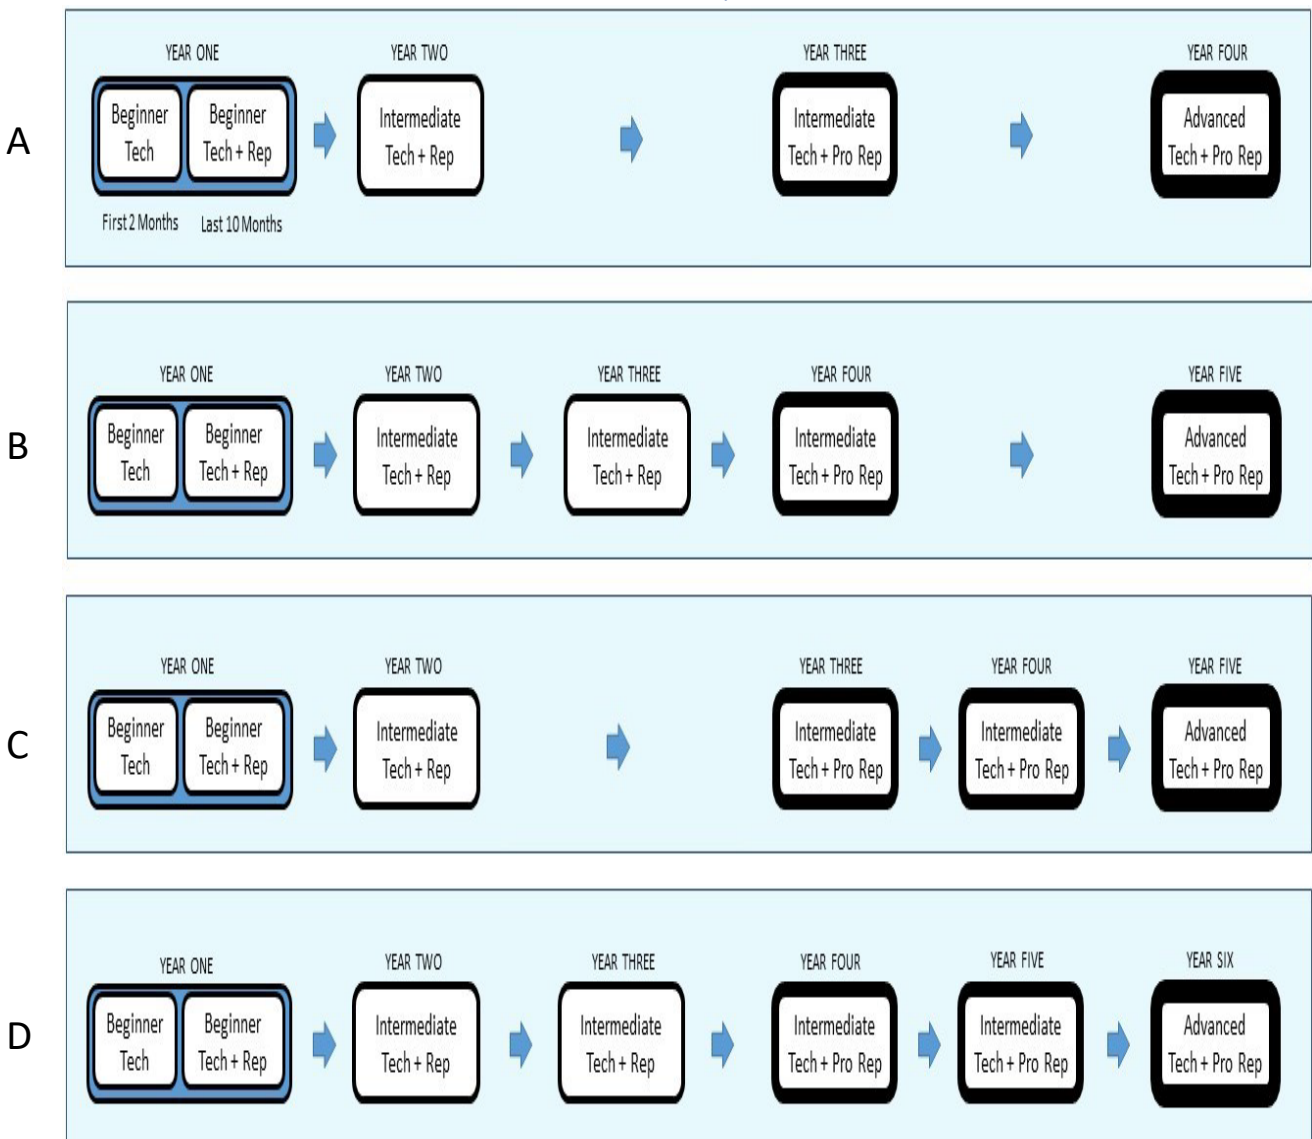 A
YEAR ONE
YEAR TWO
YEAR THREE
YEAR FOUR
Beginner
Tech
Beginner
Tech + Rep
Intermediate
Tech + Rep
Intermediate
Tech + Pro Rep
Advanced
Tech + Pro Rep
First 2 Months
Last 10 Months
B
YEAR ONE
YEAR TWO
YEAR THREE
YEAR FOUR
YEAR FIVE
Beginner
Tech
Beginner
Tech + Rep
Intermediate
Tech + Rep
Intermediate
Tech + Rep
Intermediate
Tech + Pro Rep
Advanced
Tech + Pro Rep
C
YEAR ONE
YEAR TWO
YEAR THREE
YEAR FOUR
YEAR FIVE
Beginner
Tech
Beginner
Tech + Rep
Intermediate
Tech + Rep
Intermediate
Tech + Pro Rep
Intermediate
Tech + Pro Rep
Advanced
Tech + Pro Rep
D
YEAR ONE
YEAR TWO
YEAR THREE
YEAR FOUR
YEAR FIVE
YEAR SIX
Beginner
Tech
Beginner
Tech + Rep
Intermediate
Tech + Rep
Intermediate
Tech + Rep
Intermediate
Tech + Pro Rep
Intermediate
Tech + Pro Rep
Advanced
Tech + Pro Rep